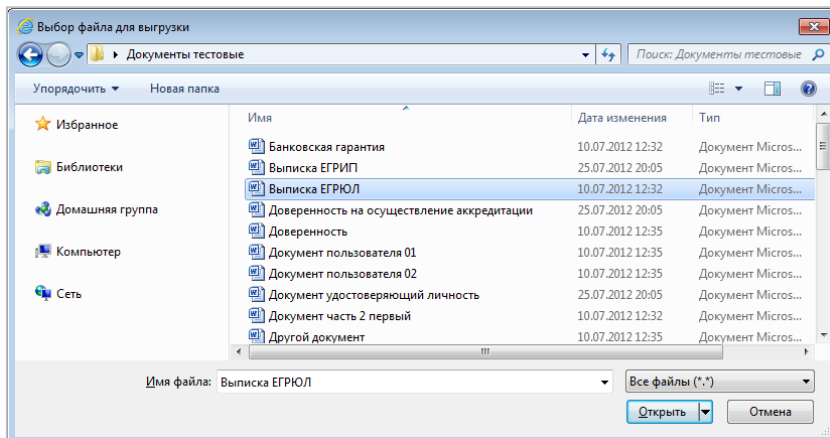 Выбор файла для выгрузки
Документы тестовые
Поиск: Документы тестовые
Упорядочить Новая папка
Избранное
Библиотеки
Домашняя группа
Компьютер
Сеть
Имя Дата изменения Тип
Банковская гарантия 10.07.2012 12:32 Документ Micros...
Выписка ЕГРИП 25.07.2012 20:05 Документ Micros...
Выписка ЕГРЮЛ 10.07.2012 12:32 Документ Micros...
Доверенность на осуществление аккредитации 25.07.2012 20:05 Документ Micros...
Доверенность 10.07.2012 12:35 Документ Micros...
Документ пользователя 01 10.07.2012 12:35 Документ Micros...
Документ пользователя 02 10.07.2012 12:35 Документ Micros...
Документ удостоверяющий личность 25.07.2012 20:05 Документ Micros...
Документ часть 2 первый 10.07.2012 12:32 Документ Micros...
Другой документ 10.07.2012 12:35 Документ Micros...
Имя файла: Выписка ЕГРЮЛ Все файлы (*.*)
Открыть Отмена